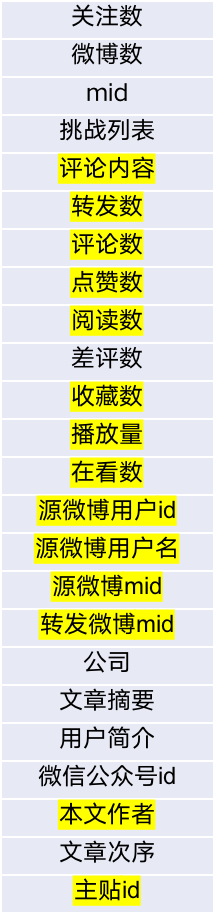 关注数
微博数
mid
挑战列表
评论内容
转发数
评论数
点赞数
阅读数
差评数
收藏数
播放量
在看数
源微博用户id
源微博用户名
源微博mid
转发微博mid
公司
文章摘要
用户简介
微信公众号id
本文作者
文章次序
主贴id